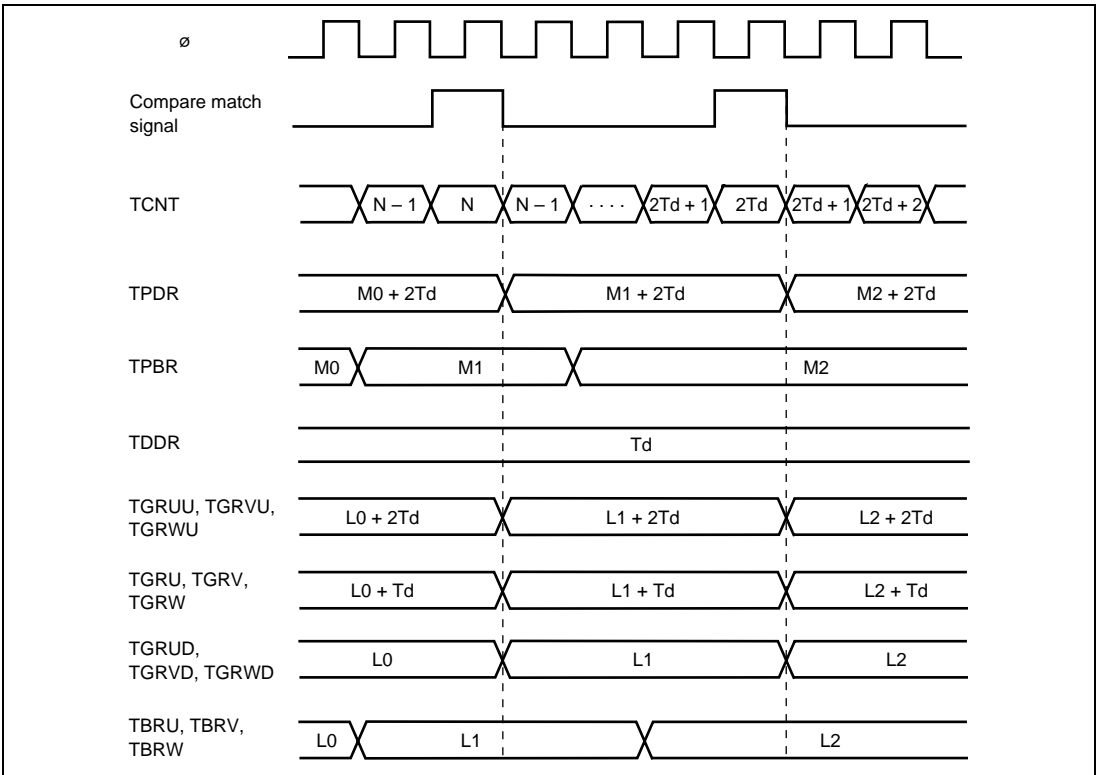 ø
Compare match
signal
TCNT
N – 1 N N – 1 · · · · 2Td + 1 2Td 2Td + 1 2Td + 2
TPDR
M0 + 2Td M1 + 2Td M2 + 2Td
TPBR
M0 M1 M2
TDDR
Td
TGRUU, TGRVU,
TGRWU
L0 + 2Td L1 + 2Td L2 + 2Td
TGRU, TGRV,
TGRW
L0 + Td L1 + Td L2 + Td
TGRUD,
TGRVD, TGRWD
L0 L1 L2
TBRU, TBRV,
TBRW
L0 L1 L2